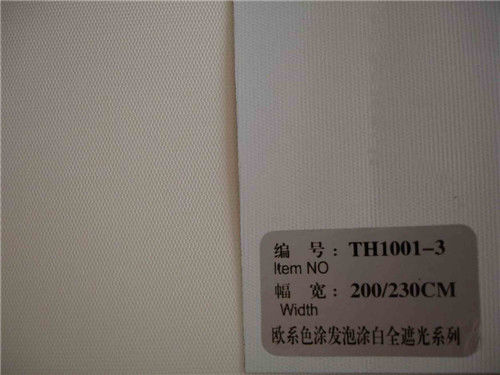 编 号: TH1001-3
Item NO
幅 宽: 200/230CM
Width
欧系色涂发泡涂白全遮光系列